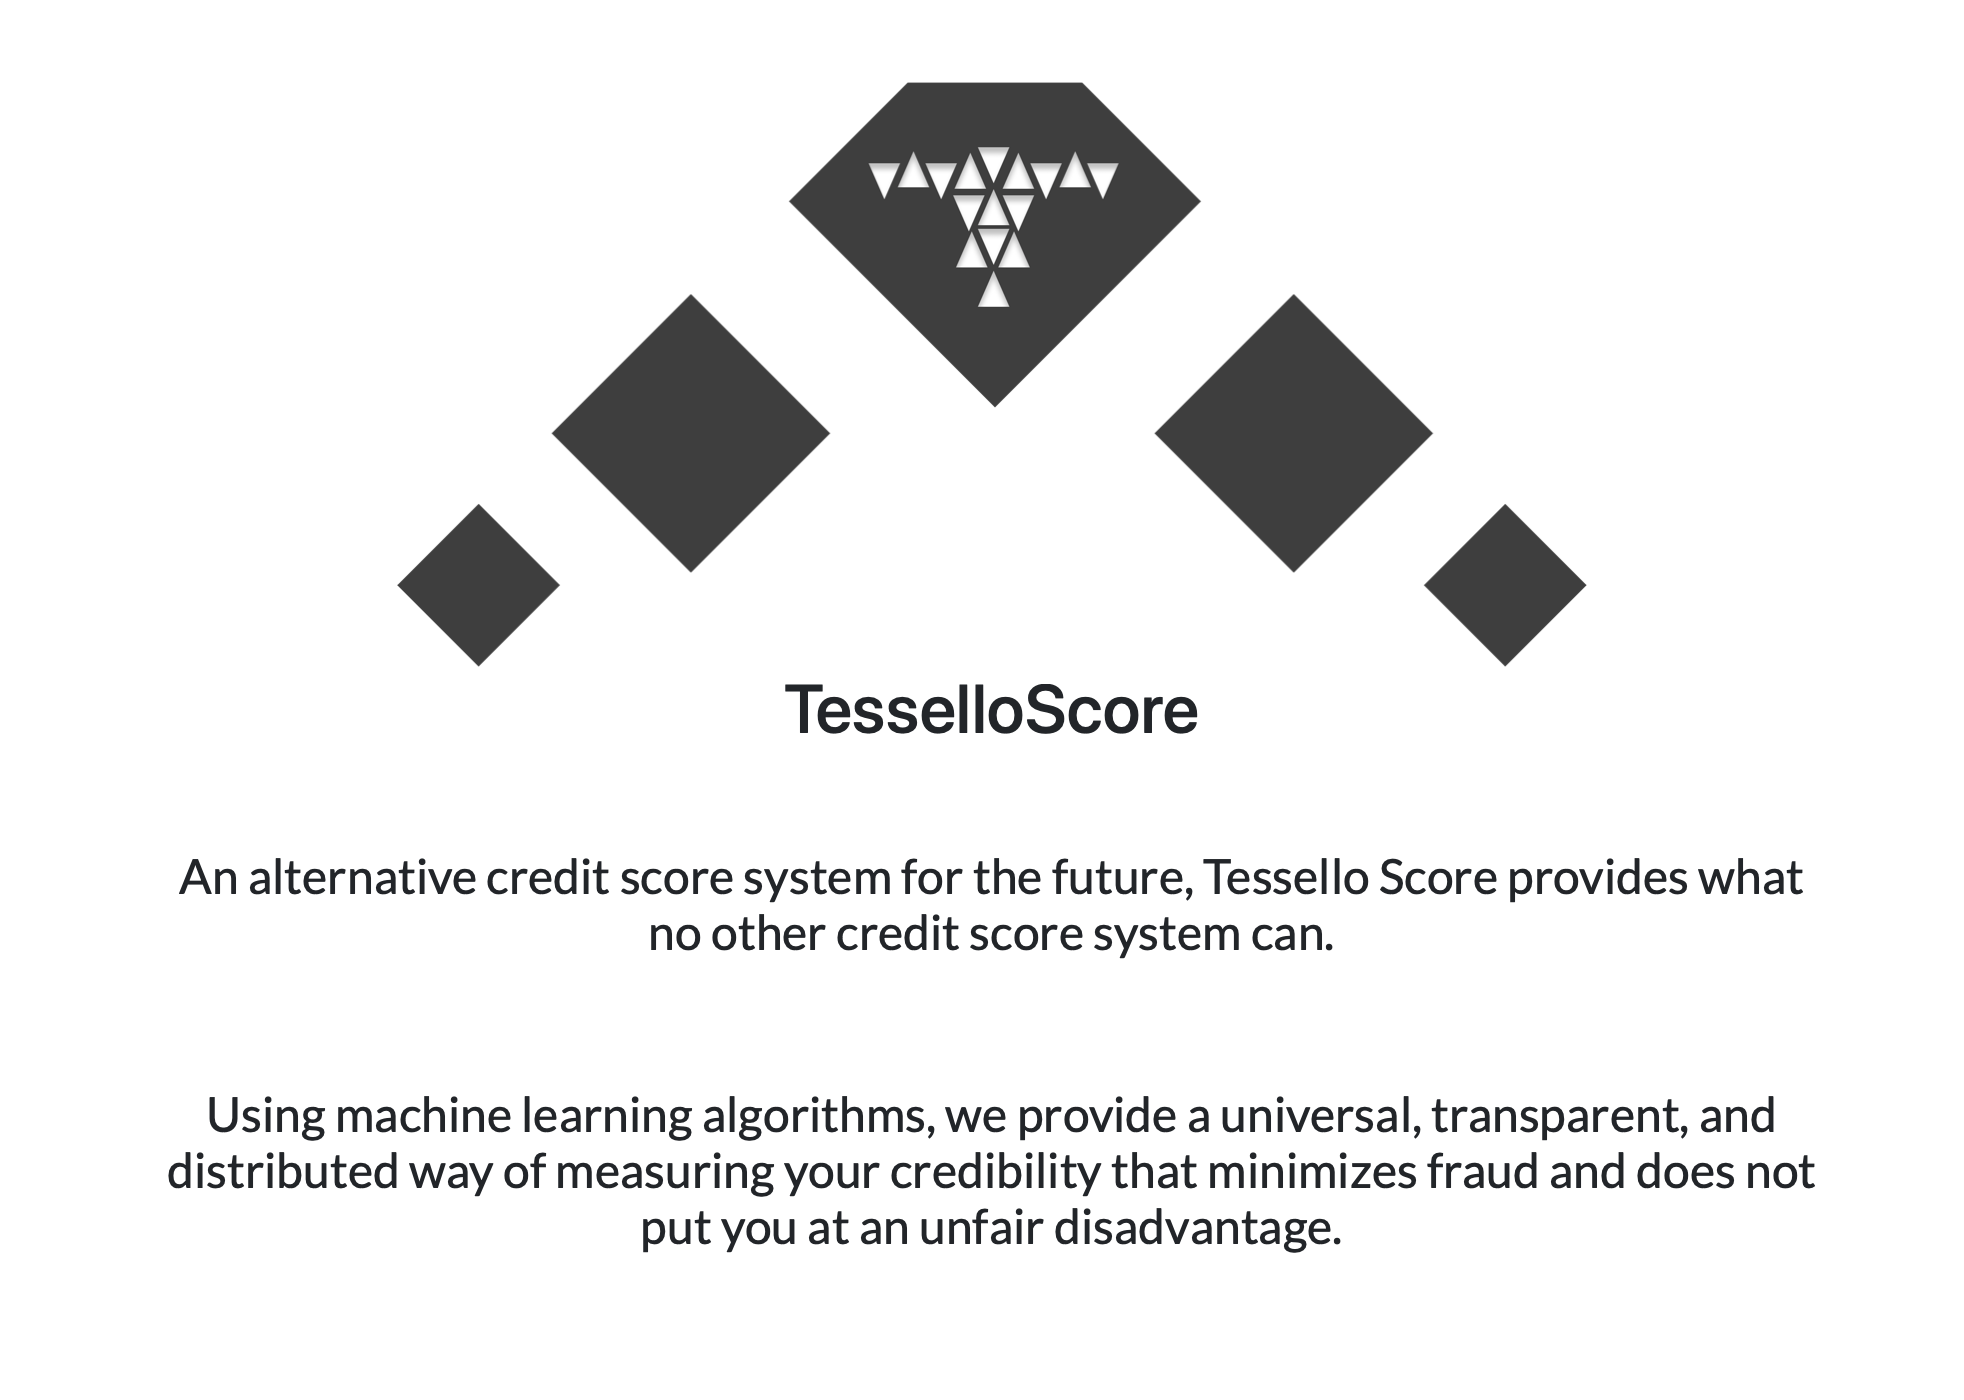 TesselloScore
An alternative credit score system for the future, Tessello Score provides what
no other credit score system can.
Using machine learning algorithms, we provide a universal, transparent, and
distributed way of measuring your credibility that minimizes fraud and does not
put you at an unfair disadvantage.